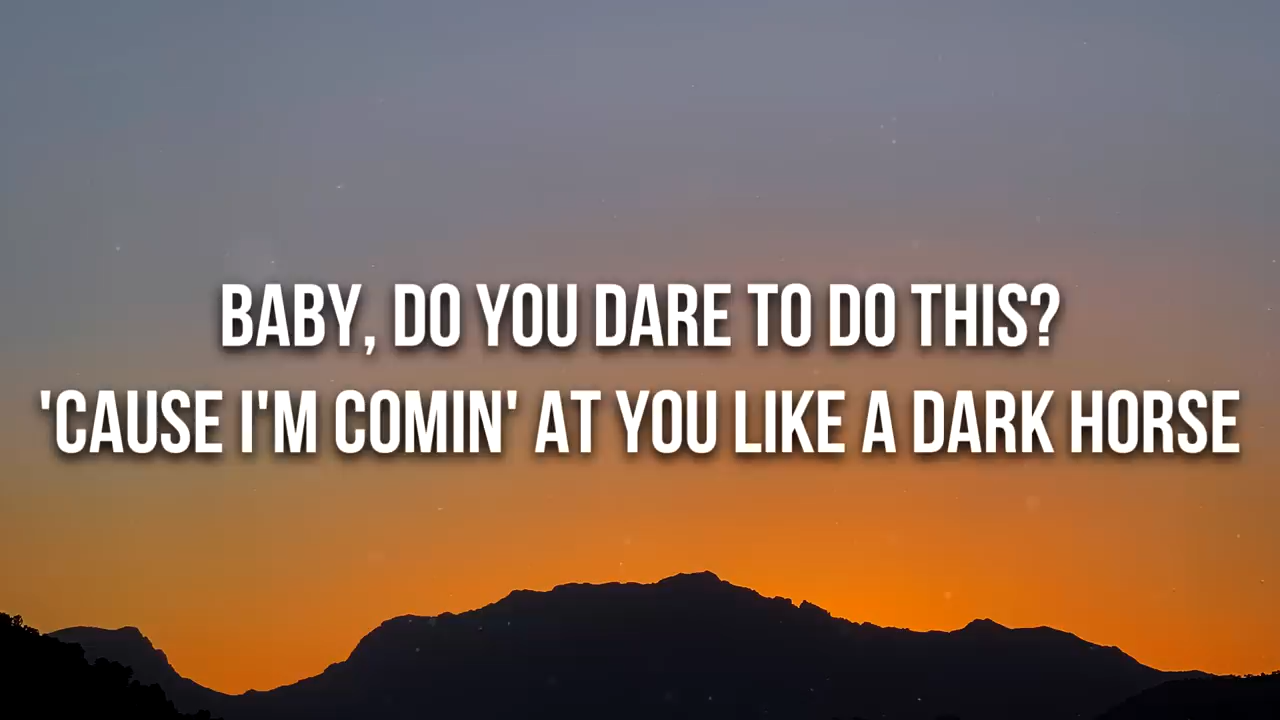 BABY, DO YOU DARE TO DO THIS?
'CAUSE I'M COMIN' AT YOU LIKE A DARK HORSE